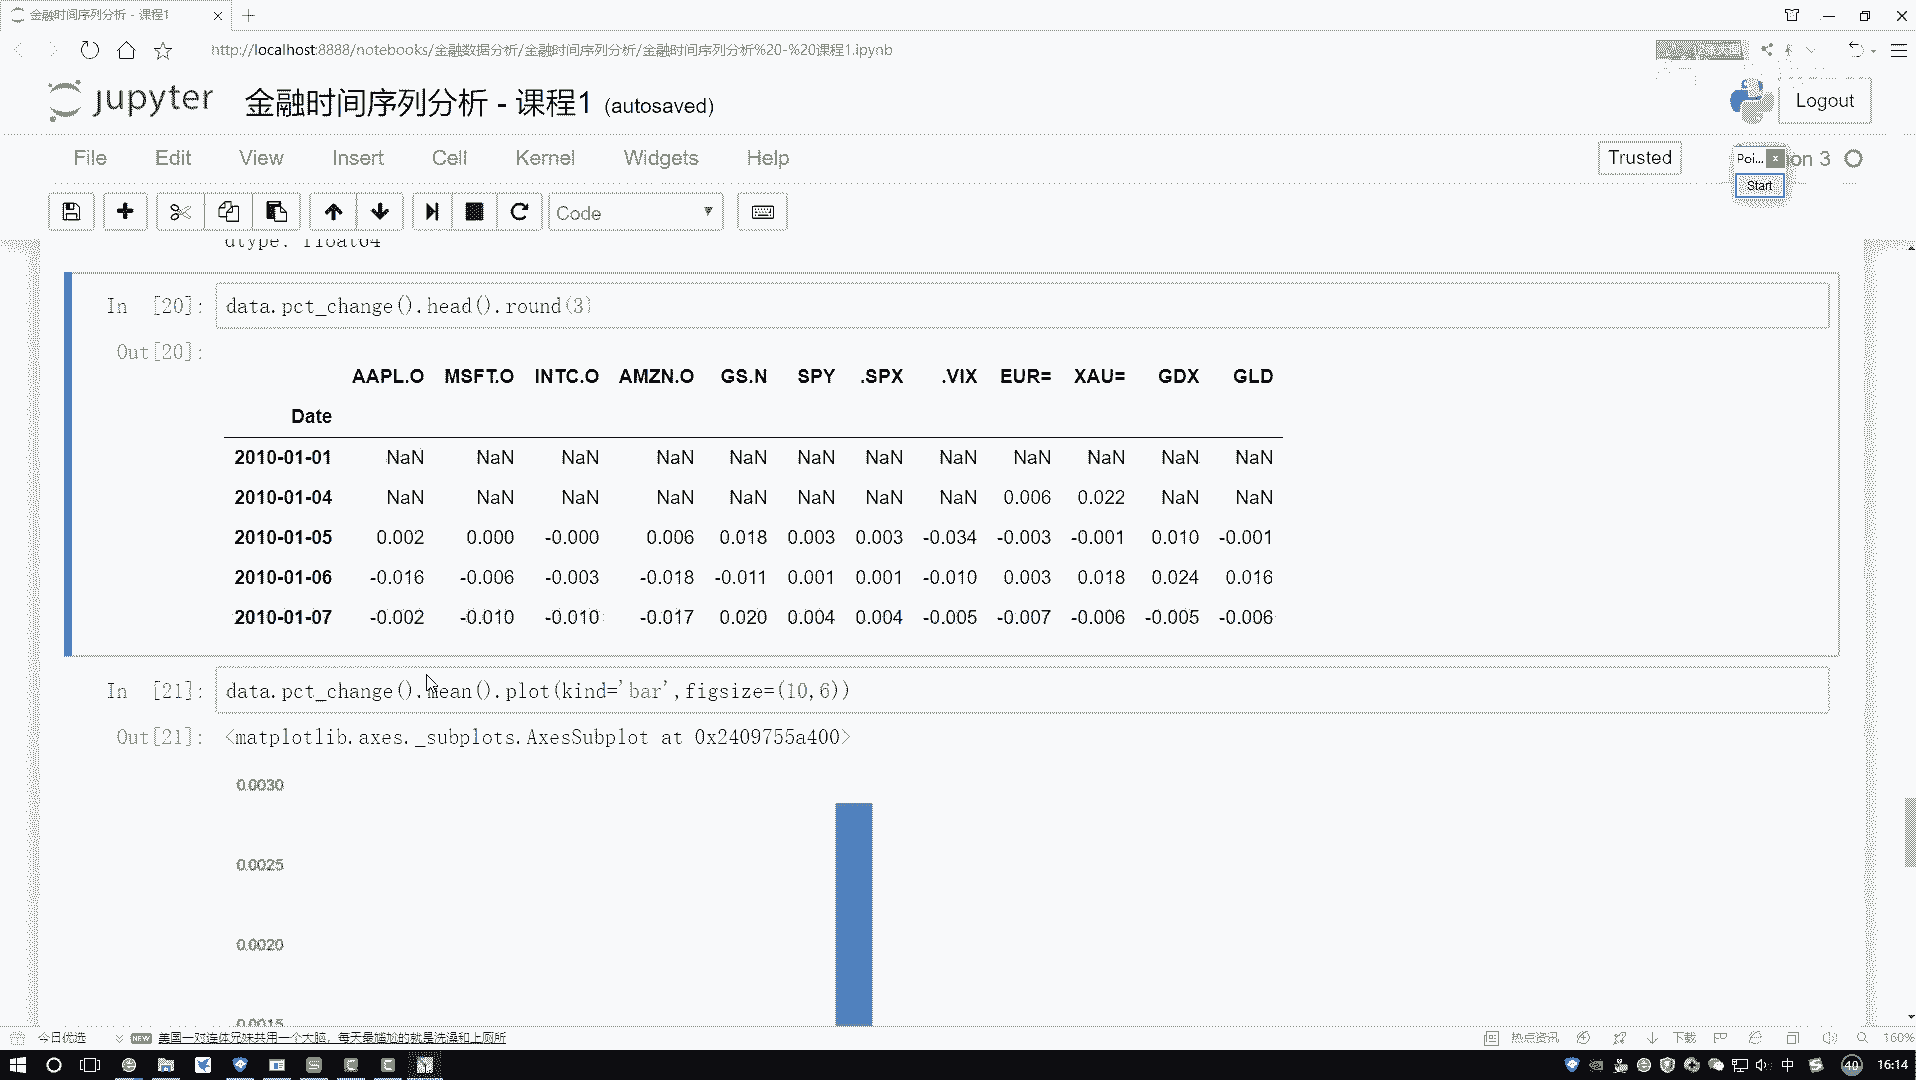 金融时间序列分析 - 课程1
http://localhost:8888/notebooks/金融数据分析/金融时间序列分析/金融时间序列分析%20-%20课程1.ipynb
jupyter 金融时间序列分析 - 课程1 (autosaved)
Logout
File Edit View Insert Cell Kernel Widgets Help
Trusted
Poi... x on 3
Start
Code
dtype: float64
In [20]: data.pct_change().head().round(3)
Out[20]:
AAPL.O MSFT.O INTC.O AMZN.O GS.N SPY .SPX .VIX EUR= XAU= GDX GLD
Date
2010-01-01 NaN NaN NaN NaN NaN NaN NaN NaN NaN NaN NaN NaN
2010-01-04 NaN NaN NaN NaN NaN NaN NaN NaN 0.006 0.022 NaN NaN
2010-01-05 0.002 0.000 -0.000 0.006 0.018 0.003 0.003 -0.034 -0.003 -0.001 0.010 -0.001
2010-01-06 -0.016 -0.006 -0.003 -0.018 -0.011 0.001 0.001 -0.010 0.003 0.018 0.024 0.016
2010-01-07 -0.002 -0.010 -0.010 -0.017 0.020 0.004 0.004 -0.005 -0.007 -0.006 -0.005 -0.006
In [21]: data.pct_change().mean().plot(kind='bar',figsize=(10,6))
Out[21]: <matplotlib.axes._subplots.AxesSubplot at 0x2409755a400>
0.0030
0.0025
0.0020
0.0015
今日优选 NEW 美国一对连体兄妹共用一个大脑，每天最尴尬的就是洗澡和上厕所
热点资讯 下载 160%
中 40 16:14